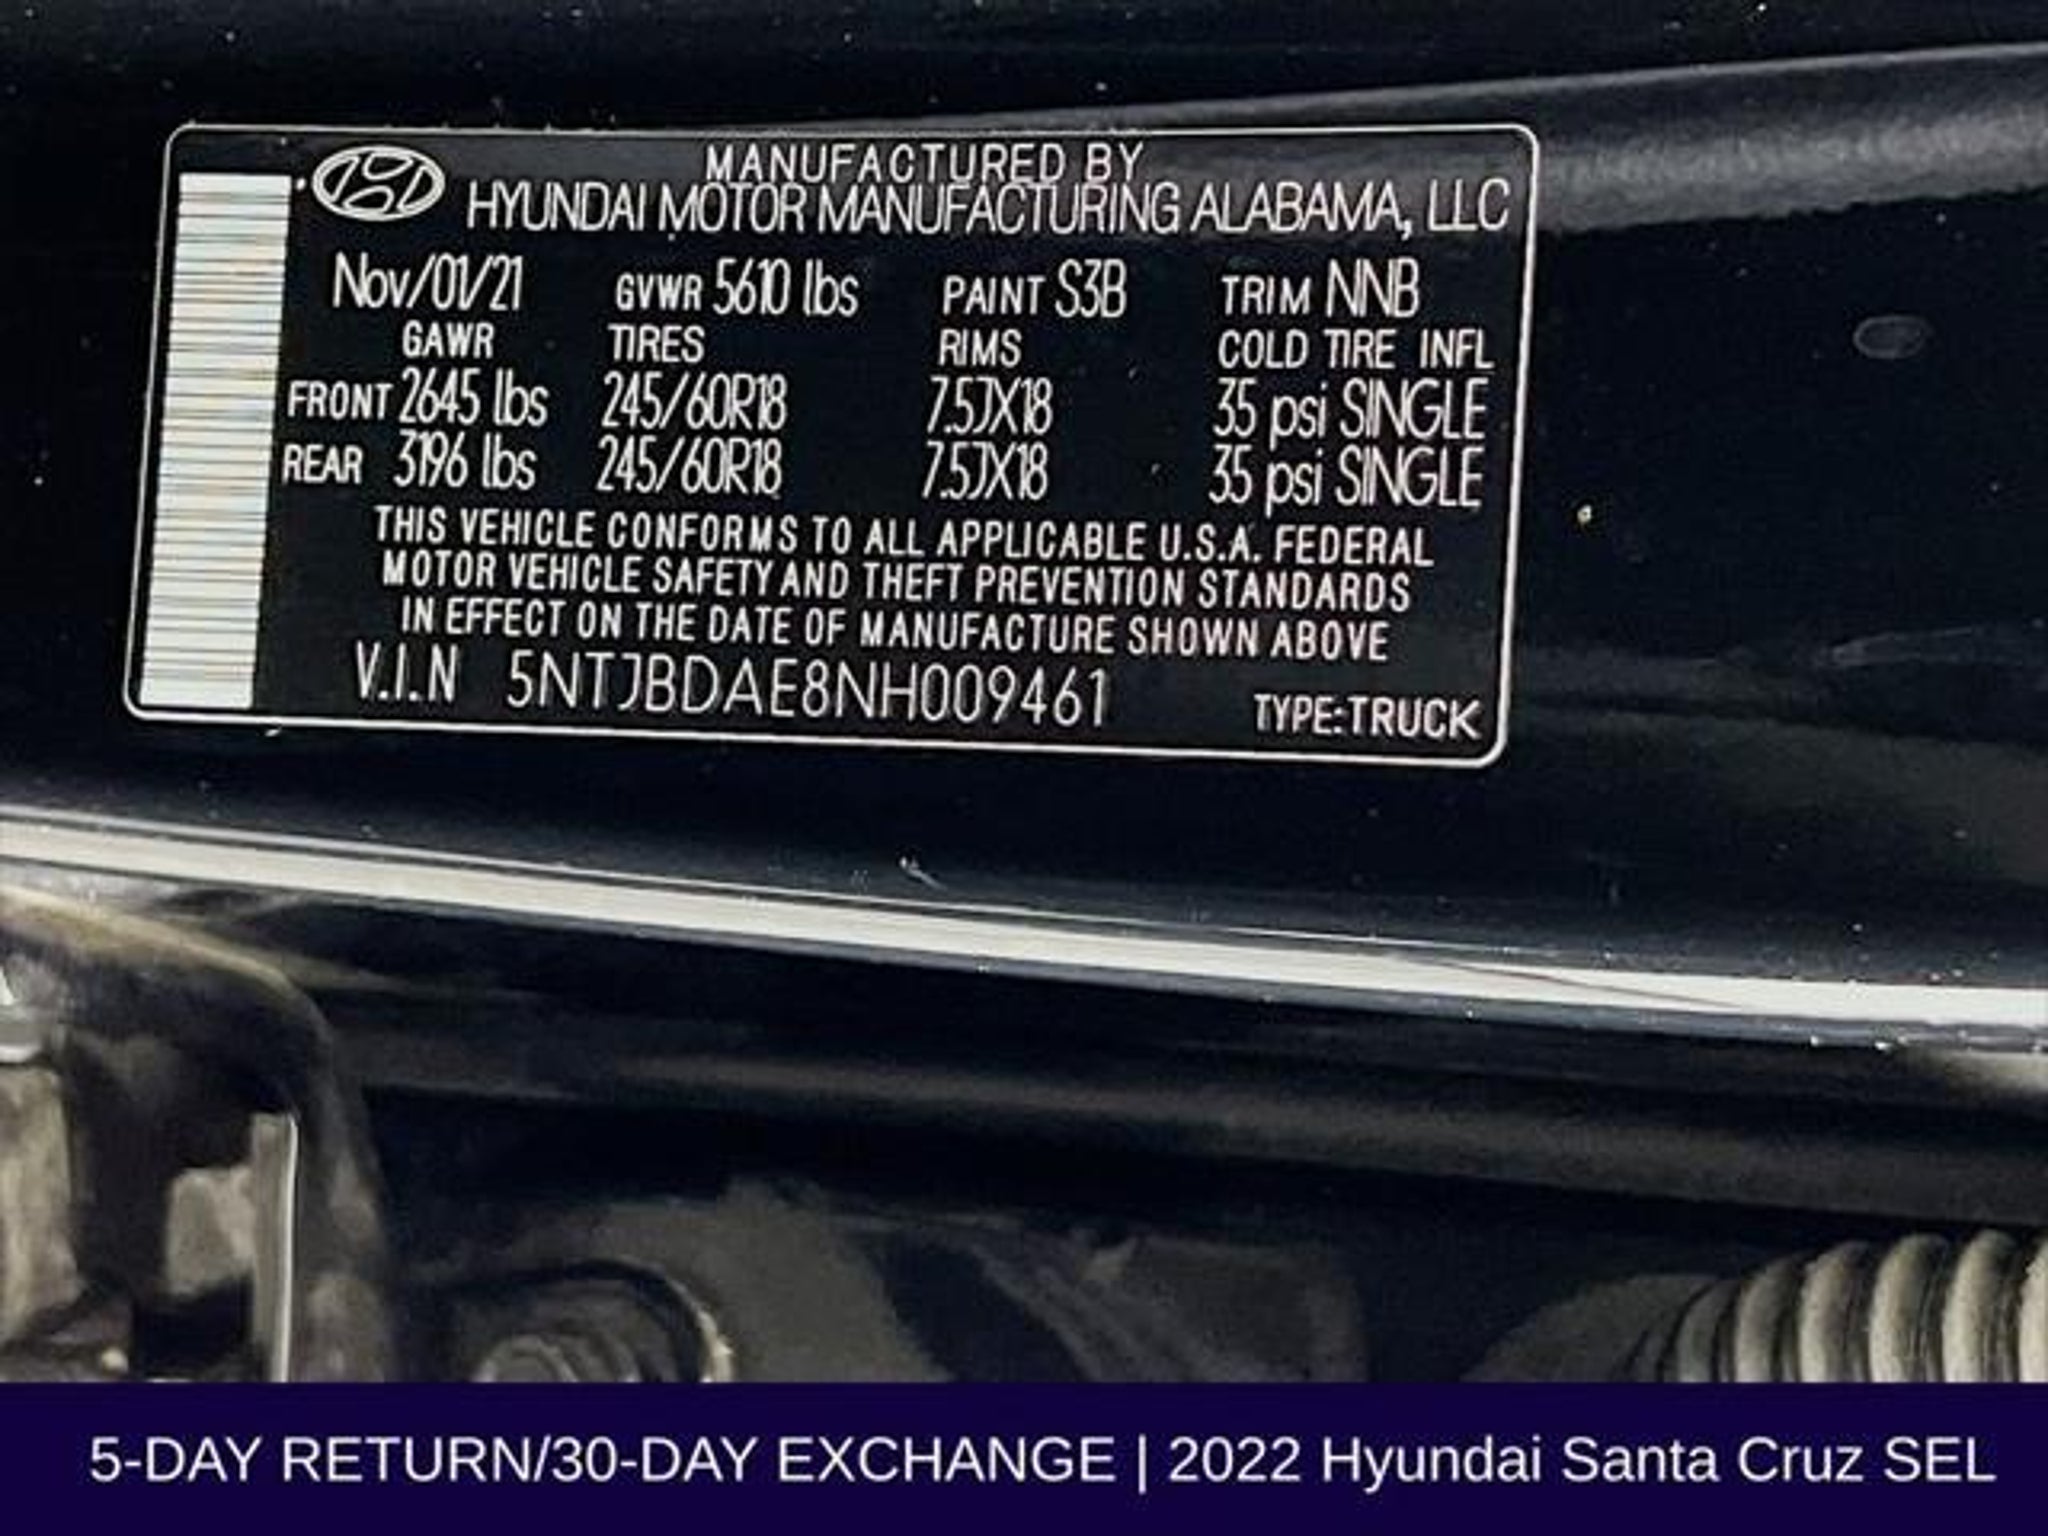 MANUFACTURED BY
HYUNDAI MOTOR MANUFACTURING ALABAMA, LLC
Nov/01/21 GVWR 5610 lbs PAINT S3B TRIM NNB
GAWR TIRES RIMS COLD TIRE INFL
FRONT 2645 lbs 245/60R18 7.5JX18 35 psi SINGLE
REAR 3196 lbs 245/60R18 7.5JX18 35 psi SINGLE
THIS VEHICLE CONFORMS TO ALL APPLICABLE U.S.A. FEDERAL
MOTOR VEHICLE SAFETY AND THEFT PREVENTION STANDARDS
IN EFFECT ON THE DATE OF MANUFACTURE SHOWN ABOVE
V.I.N 5NTJBDAE8NH009461 TYPE:TRUCK
5-DAY RETURN/30-DAY EXCHANGE | 2022 Hyundai Santa Cruz SEL